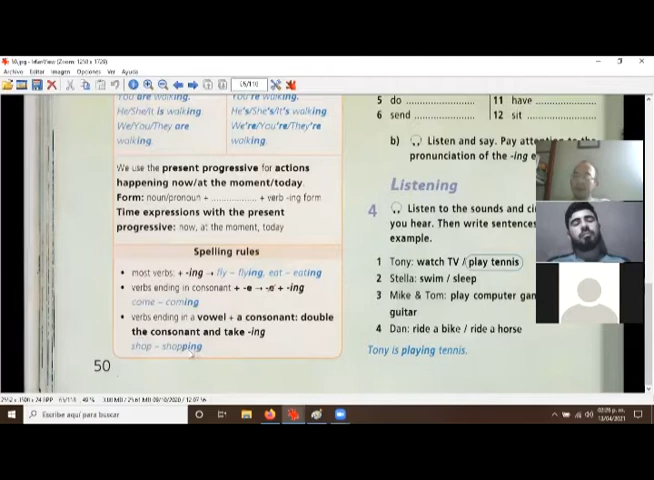 Archivo Editar Imagen Opciones Ver Ayuda
You are walking.
He/She/It is walking
We/You/They are
walking.
You're walking.
He's/She's/It's walking
We're/You're/They're
walking.
We use the present progressive for actions
happening now/at the moment/today.
Form: noun/pronoun + .................. + verb -ing form
Time expressions with the present
progressive: now, at the moment, today
Spelling rules
• most verbs: + -ing → fly – flying, eat – eating
• verbs ending in consonant + -e → -e + -ing
come – coming
• verbs ending in a vowel + a consonant: double
the consonant and take -ing
shop – shopping
50
5 do ....................
6 send ....................
11 have ....................
12 sit ....................
b) Listen and say. Pay attention to the
pronunciation of the -ing
Listening
4 Listen to the sounds and
you hear. Then write sentences
example.
1 Tony: watch TV / play tennis
2 Stella: swim / sleep
3 Mike & Tom: play computer
guitar
4 Dan: ride a bike / ride a horse
Tony is playing tennis.
Escribe aquí para buscar
13/04/2021